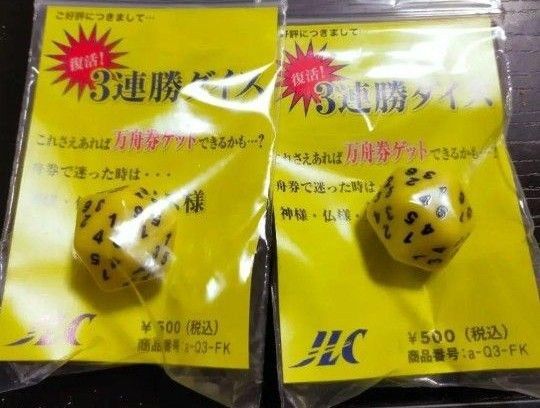 ご好評につきまして…
復活!
3連勝ダイス
これさえあれば万舟券ゲットできるかも…?
舟券で迷った時は・・・
神様・
様
JLC
¥500(税込)
商品番号:a-Q3-FK
好評につきまして…
復活!
3連勝ダイス
これさえあれば万舟券ゲットできるかも…?
舟券で迷った時は
神様・仏様・
JLC
¥500(税込)
商品番号:a-Q3-FK